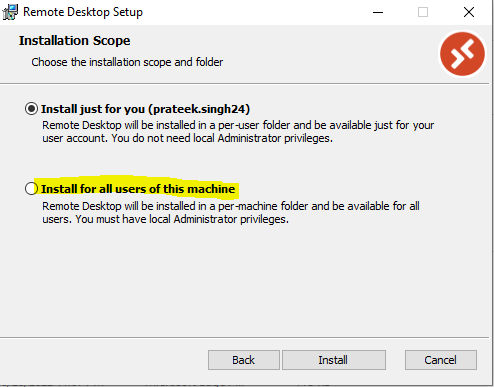 Remote Desktop Setup
Installation Scope
Choose the installation scope and folder
Install just for you (prateek.singh24)
Remote Desktop will be installed in a per-user folder and be available just for your
user account. You do not need local Administrator privileges.
Install for all users of this machine
Remote Desktop will be installed in a per-machine folder and be available for all
users. You must have local Administrator privileges.
Back
Install
Cancel